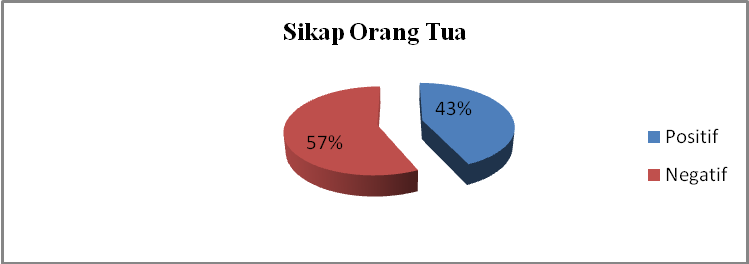 Sikap Orang Tua
43%
57%
Positif
Negatif